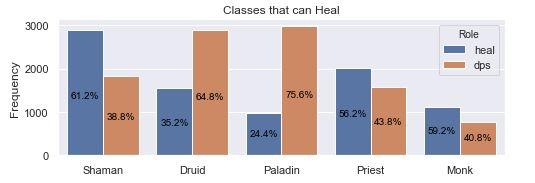 Classes that can Heal
Role
heal
dps
Frequency
3000
2000
1000
0
61.2% 38.8% 35.2% 64.8% 24.4% 75.6% 56.2% 43.8% 59.2% 40.8%
Shaman Druid Paladin Priest Monk